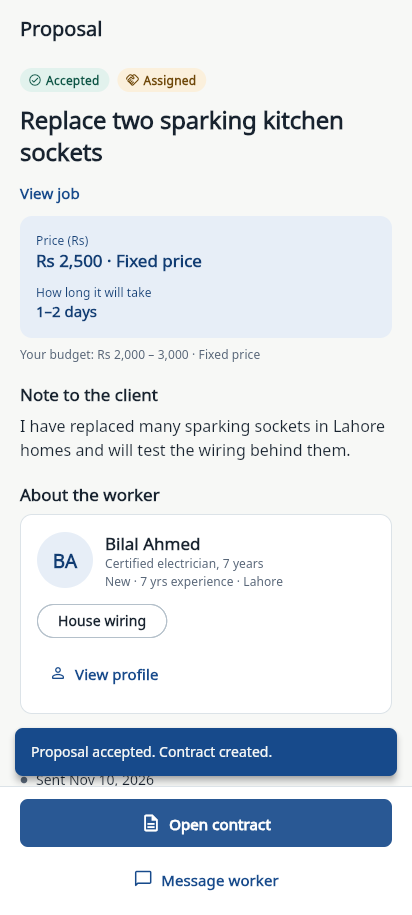 Proposal
Accepted
Assigned
Replace two sparking kitchen
sockets
View job
Price (Rs)
Rs 2,500 · Fixed price
How long it will take
1–2 days
Your budget: Rs 2,000 – 3,000 · Fixed price
Note to the client
I have replaced many sparking sockets in Lahore
homes and will test the wiring behind them.
About the worker
BA
Bilal Ahmed
Certified electrician, 7 years
New · 7 yrs experience · Lahore
House wiring
View profile
Proposal accepted. Contract created.
Sent Nov 10, 2026
Open contract
Message worker